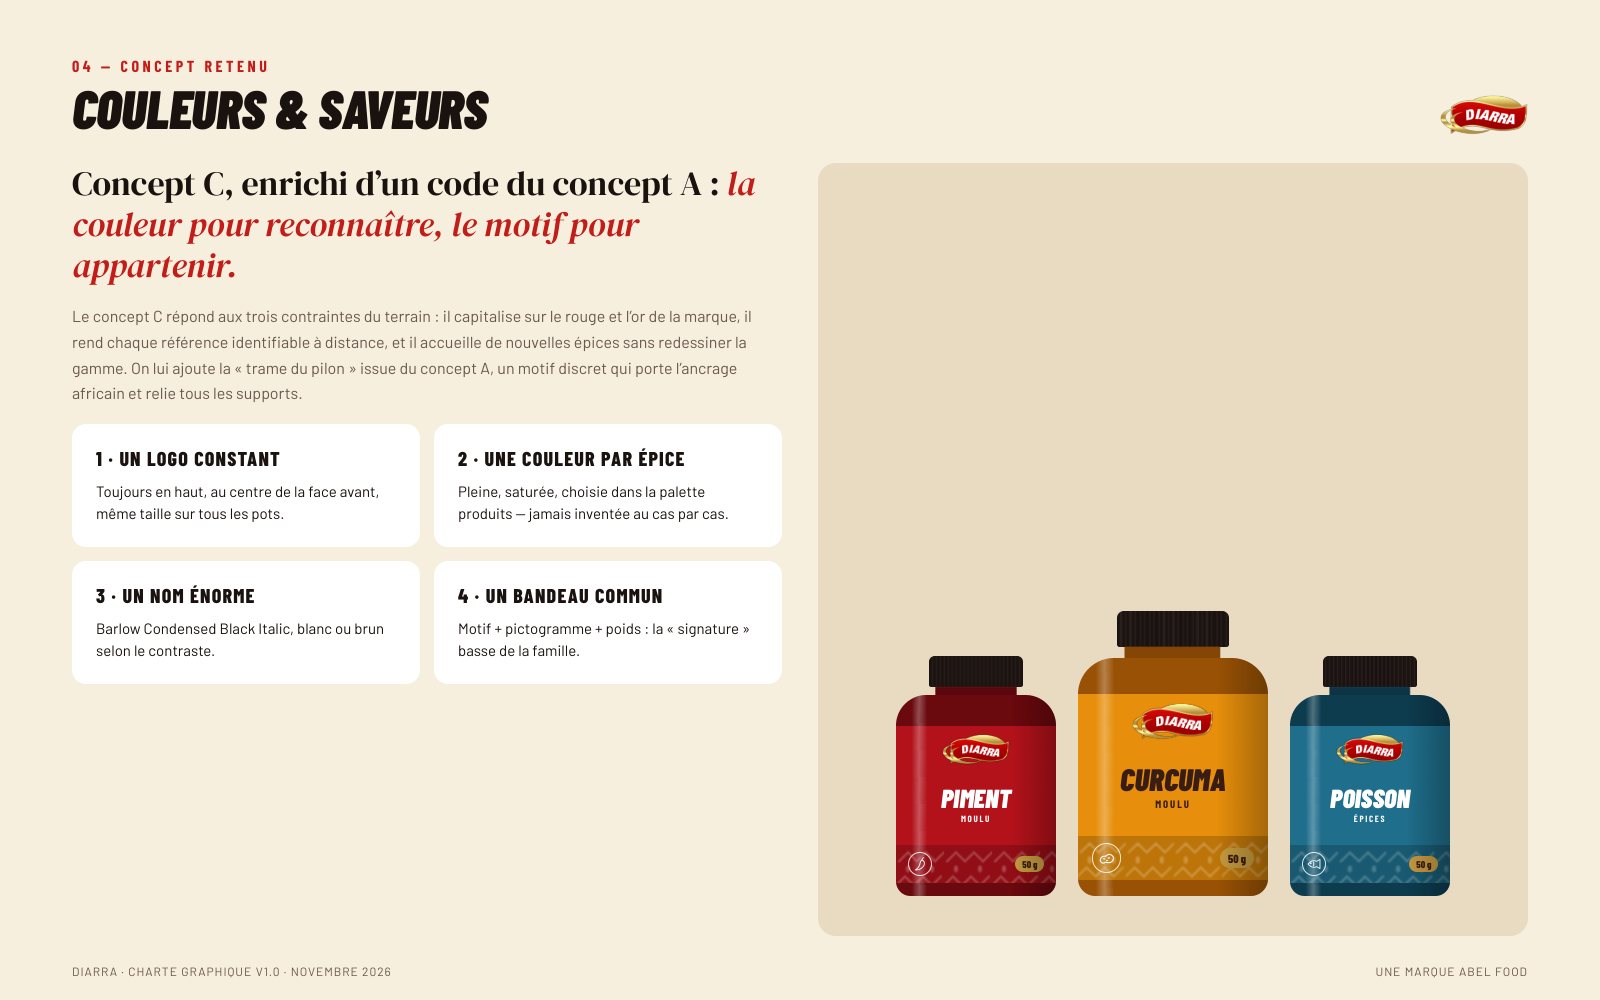 04 — CONCEPT RETENU
COULEURS & SAVEURS
DIARRA
Concept C, enrichi d’un code du concept A : la
couleur pour reconnaître, le motif pour
appartenir.
Le concept C répond aux trois contraintes du terrain : il capitalise sur le rouge et l’or de la marque, il
rend chaque référence identifiable à distance, et il accueille de nouvelles épices sans redessiner la
gamme. On lui ajoute la « trame du pilon » issue du concept A, un motif discret qui porte l’ancrage
africain et relie tous les supports.
1 · UN LOGO CONSTANT
Toujours en haut, au centre de la face avant,
même taille sur tous les pots.
2 · UNE COULEUR PAR ÉPICE
Pleine, saturée, choisie dans la palette
produits — jamais inventée au cas par cas.
3 · UN NOM ÉNORME
Barlow Condensed Black Italic, blanc ou brun
selon le contraste.
4 · UN BANDEAU COMMUN
Motif + pictogramme + poids : la « signature »
basse de la famille.
DIARRA
PIMENT
MOULU
50 g
DIARRA
CURCUMA
MOULU
50 g
DIARRA
POISSON
ÉPICES
50 g
DIARRA · CHARTE GRAPHIQUE V1.0 · NOVEMBRE 2026
UNE MARQUE ABEL FOOD